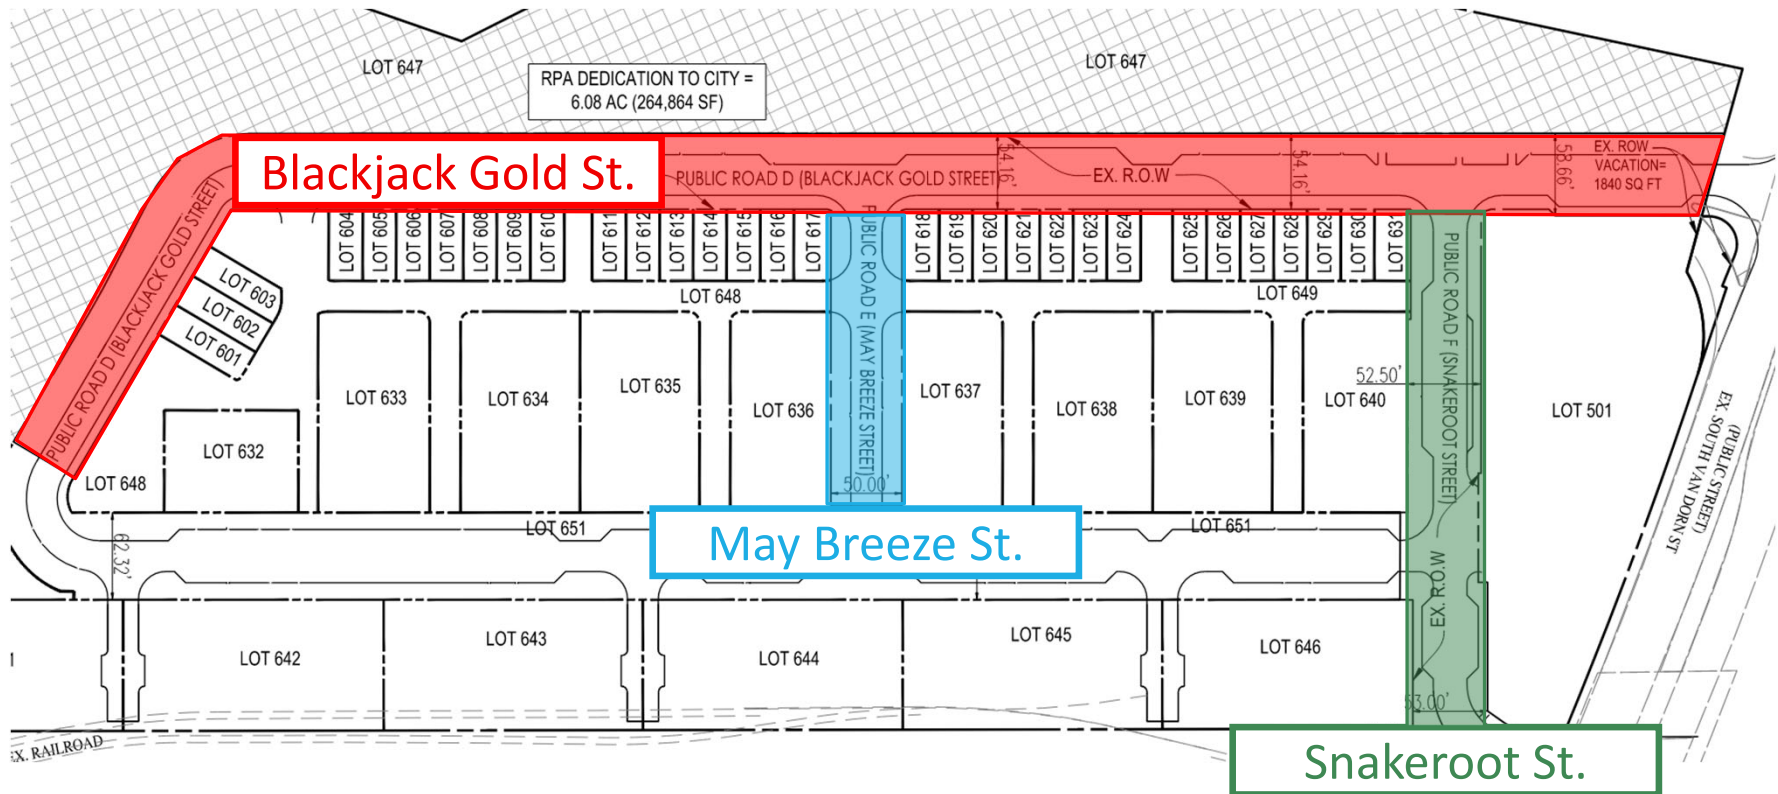 LOT 647
LOT 647
RPA DEDICATION TO CITY =
6.08 AC (264,864 SF)
Blackjack Gold St.
PUBLIC ROAD D (BLACKJACK GOLD STREET)
54.16'
EX. R.O.W
54.16'
58.66'
EX. ROW
VACATION=
1840 SQ FT
PUBLIC ROAD D (BLACKJACK GOLD STREET)
LOT 604
LOT 605
LOT 606
LOT 607
LOT 608
LOT 609
LOT 610
LOT 611
LOT 612
LOT 613
LOT 614
LOT 615
LOT 616
LOT 617
PUBLIC ROAD E (MAY BREEZE STREET)
LOT 618
LOT 619
LOT 620
LOT 621
LOT 622
LOT 623
LOT 624
LOT 625
LOT 626
LOT 627
LOT 628
LOT 629
LOT 630
LOT 631
PUBLIC ROAD F (SNAKEROOT STREET)
LOT 603
LOT 602
LOT 601
LOT 648
LOT 649
LOT 633
LOT 634
LOT 635
LOT 636
LOT 637
LOT 638
LOT 639
LOT 640
52.50'
LOT 501
(PUBLIC STREET)
EX. SOUTH VAN DORN ST
LOT 632
LOT 648
50.00'
LOT 651
May Breeze St.
LOT 651
62.32'
EX. R.O.W
1
LOT 642
LOT 643
LOT 644
LOT 645
LOT 646
53.00'
EX. RAILROAD
Snakeroot St.